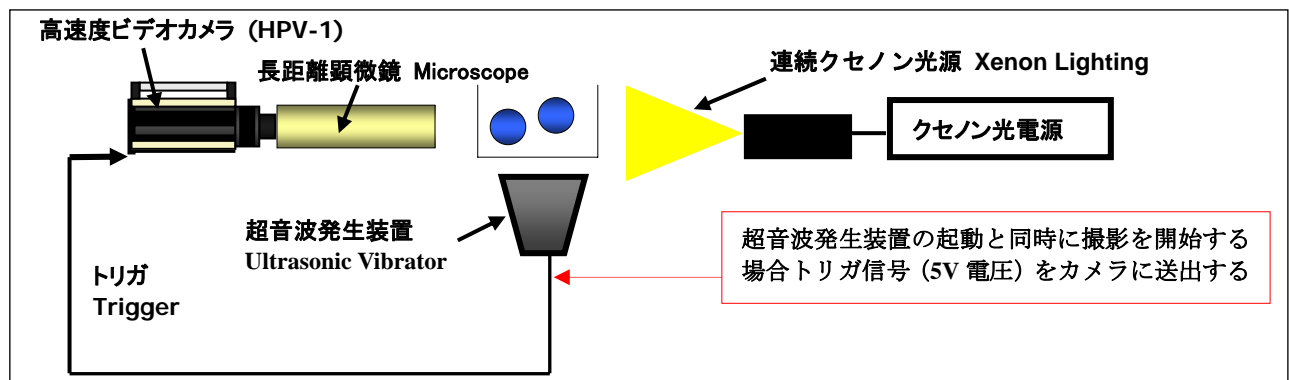 高速度ビデオカメラ (HPV-1)
長距離顕微鏡 Microscope
連続クセノン光源 Xenon Lighting
クセノン光電源
超音波発生装置
Ultrasonic Vibrator
超音波発生装置の起動と同時に撮影を開始する
場合トリガ信号（5V 電圧）をカメラに送出する
トリガ
Trigger